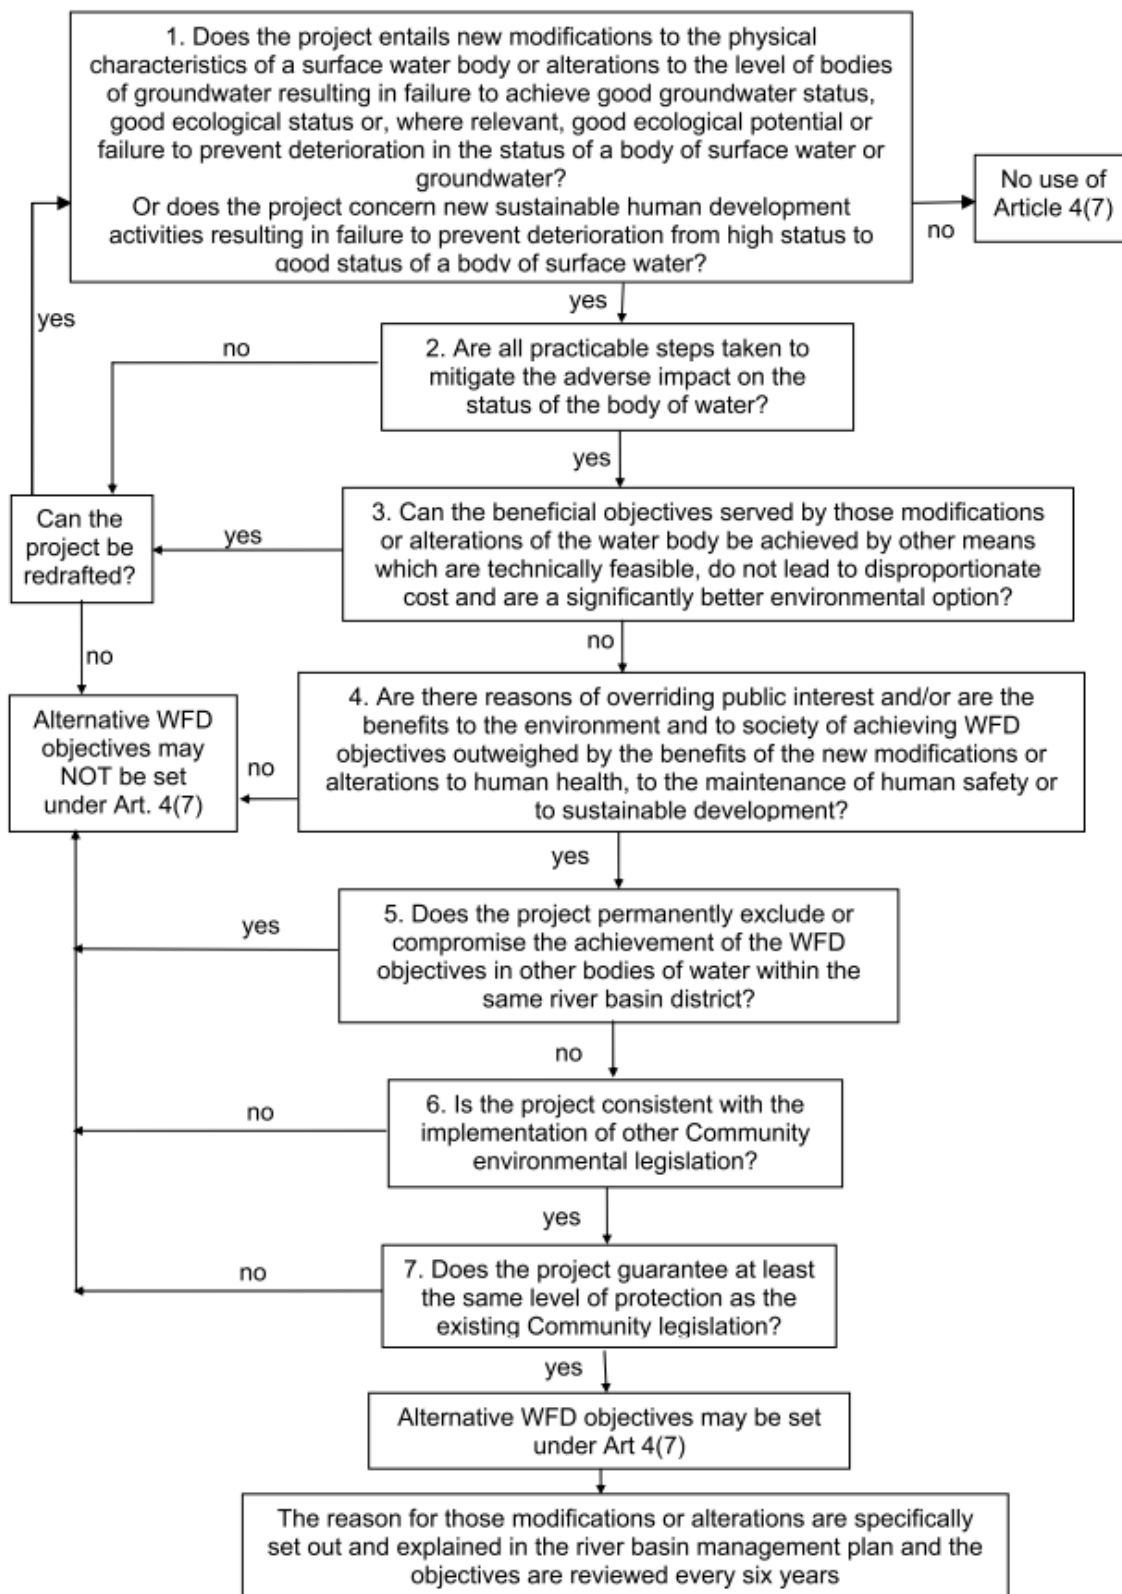 1. Does the project entails new modifications to the physical
characteristics of a surface water body or alterations to the level of bodies
of groundwater resulting in failure to achieve good groundwater status,
good ecological status or, where relevant, good ecological potential or
failure to prevent deterioration in the status of a body of surface water or
groundwater?
Or does the project concern new sustainable human development
activities resulting in failure to prevent deterioration from high status to
good status of a body of surface water?
no
No use of
Article 4(7)
yes
yes
2. Are all practicable steps taken to
mitigate the adverse impact on the
status of the body of water?
no
yes
Can the
project be
redrafted?
yes
3. Can the beneficial objectives served by those modifications
or alterations of the water body be achieved by other means
which are technically feasible, do not lead to disproportionate
cost and are a significantly better environmental option?
no
no
Alternative WFD
objectives may
NOT be set
under Art. 4(7)
no
4. Are there reasons of overriding public interest and/or are the
benefits to the environment and to society of achieving WFD
objectives outweighed by the benefits of the new modifications or
alterations to human health, to the maintenance of human safety or
to sustainable development?
yes
5. Does the project permanently exclude or
compromise the achievement of the WFD
objectives in other bodies of water within the
same river basin district?
yes
no
6. Is the project consistent with the
implementation of other Community
environmental legislation?
no
yes
7. Does the project guarantee at least
the same level of protection as the
existing Community legislation?
no
yes
Alternative WFD objectives may be set
under Art 4(7)
The reason for those modifications or alterations are specifically
set out and explained in the river basin management plan and the
objectives are reviewed every six years